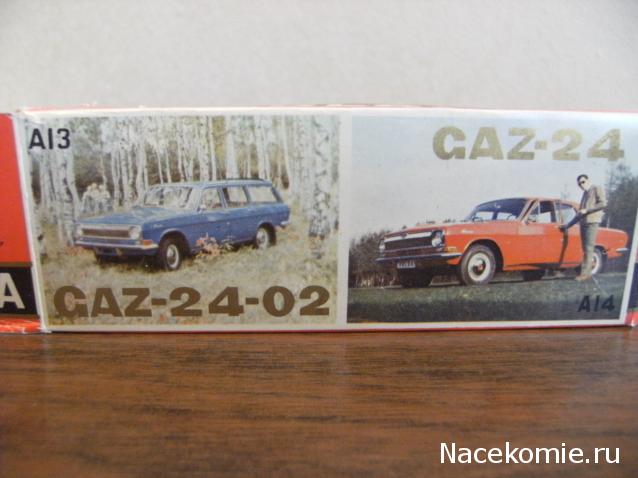 A13
GAZ-24-02
GAZ-24
A14
A
Nacekomie.ru